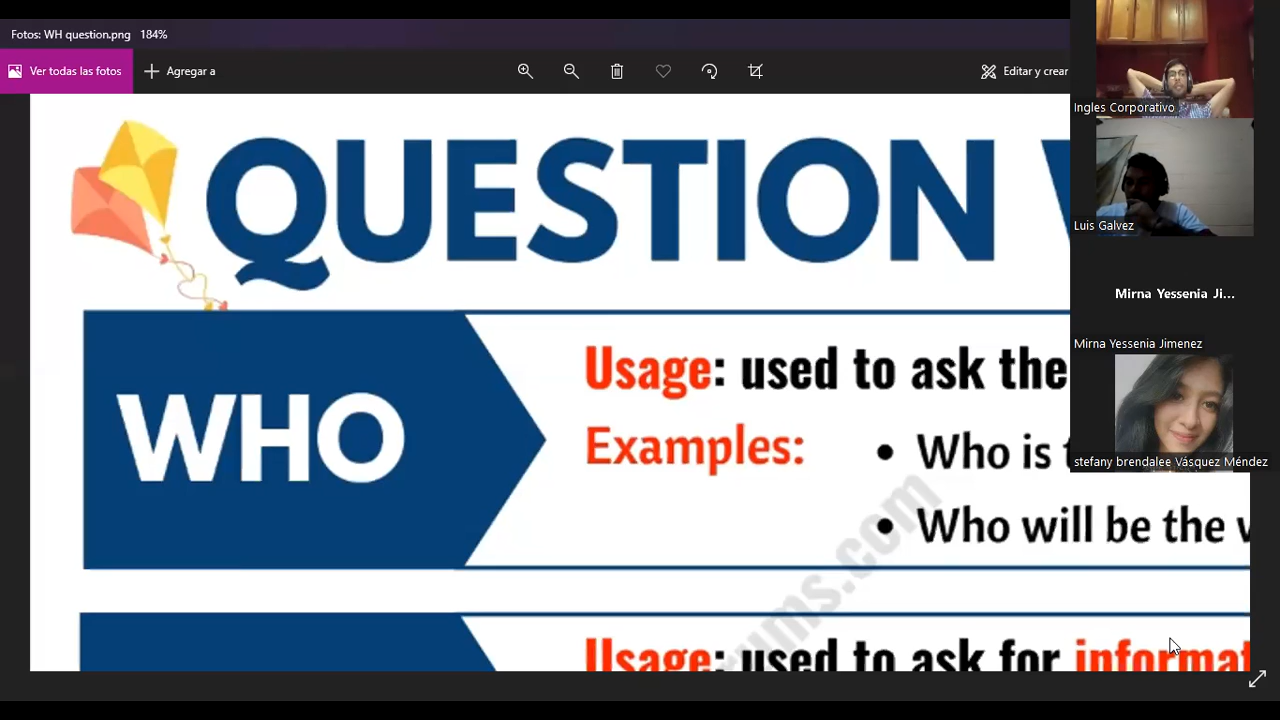 Fotos: WH question.png 184%
Ver todas las fotos
Agregar a
Editar y crear
QUESTION
WHO
Usage: used to ask the
Examples:
• Who is
• Who will be the
Usage: used to ask for
Ingles Corporativo
Luis Galvez
Mirna Yessenia Ji...
Mirna Yessenia Jimenez
stefany brendalee Vásquez Méndez